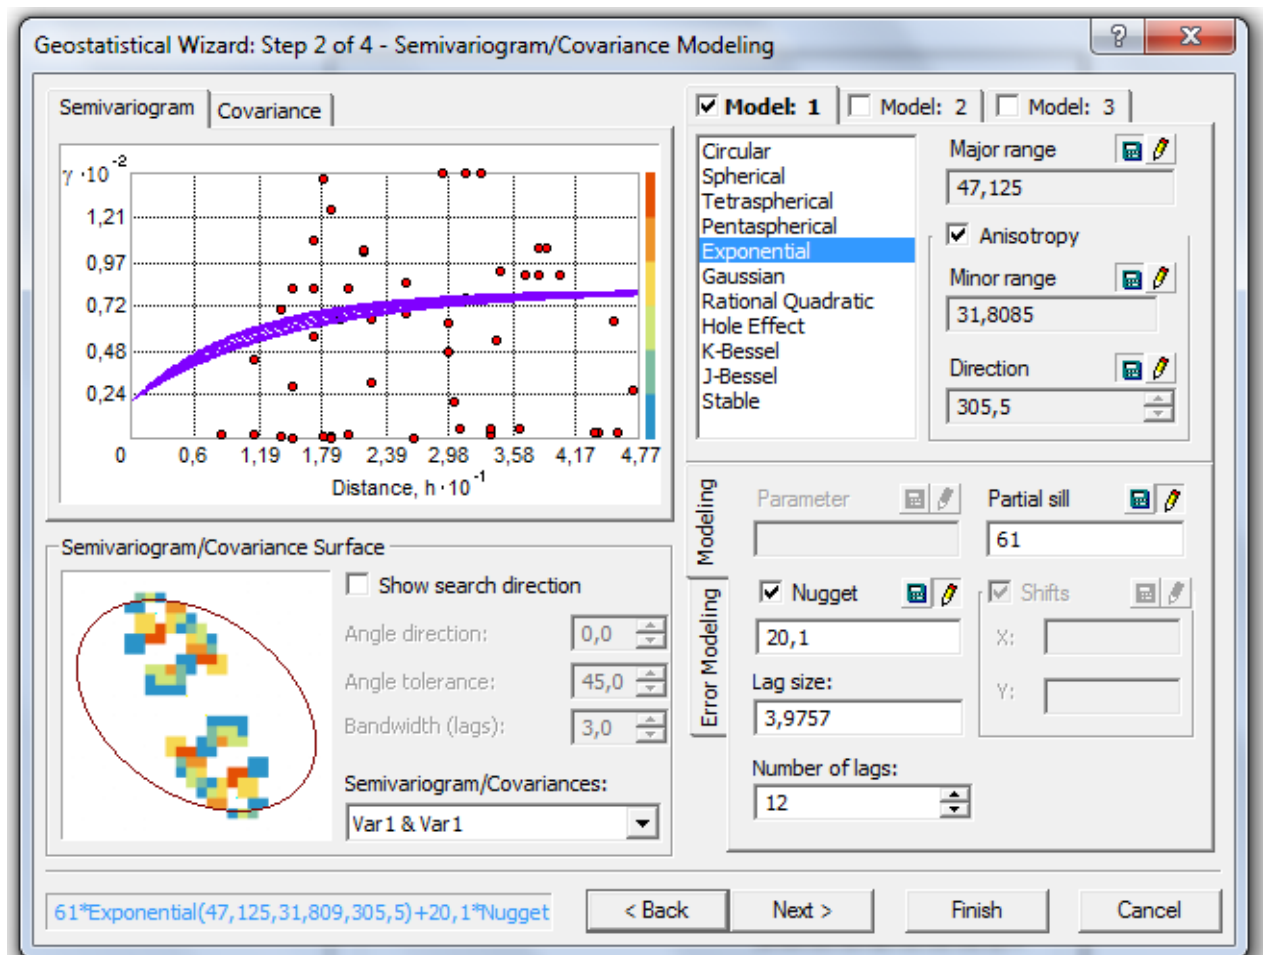 Geostatistical Wizard: Step 2 of 4 - Semivariogram/Covariance Modeling
Semivariogram
Covariance
γ ·10 -2
1,21
0,97
0,72
0,48
0,24
0
0 0,6 1,19 1,79 2,39 2,98 3,58 4,17 4,77
Distance, h ·10 -1
Model: 1
Model: 2
Model: 3
Circular
Spherical
Tetraspherical
Pentaspherical
Exponential
Gaussian
Rational Quadratic
Hole Effect
K-Bessel
J-Bessel
Stable
Major range
47,125
Anisotropy
Minor range
31,8085
Direction
305,5
Semivariogram/Covariance Surface
Show search direction
Angle direction: 0,0
Angle tolerance: 45,0
Bandwidth (lags): 3,0
Semivariogram/Covariances:
Var1 & Var1
Modeling
Error Modeling
Parameter
Partial sill
61
Nugget
20,1
Shifts
X:
Y:
Lag size:
3,9757
Number of lags:
12
61*Exponential(47,125,31,809,305,5)+20,1*Nugget
< Back
Next >
Finish
Cancel